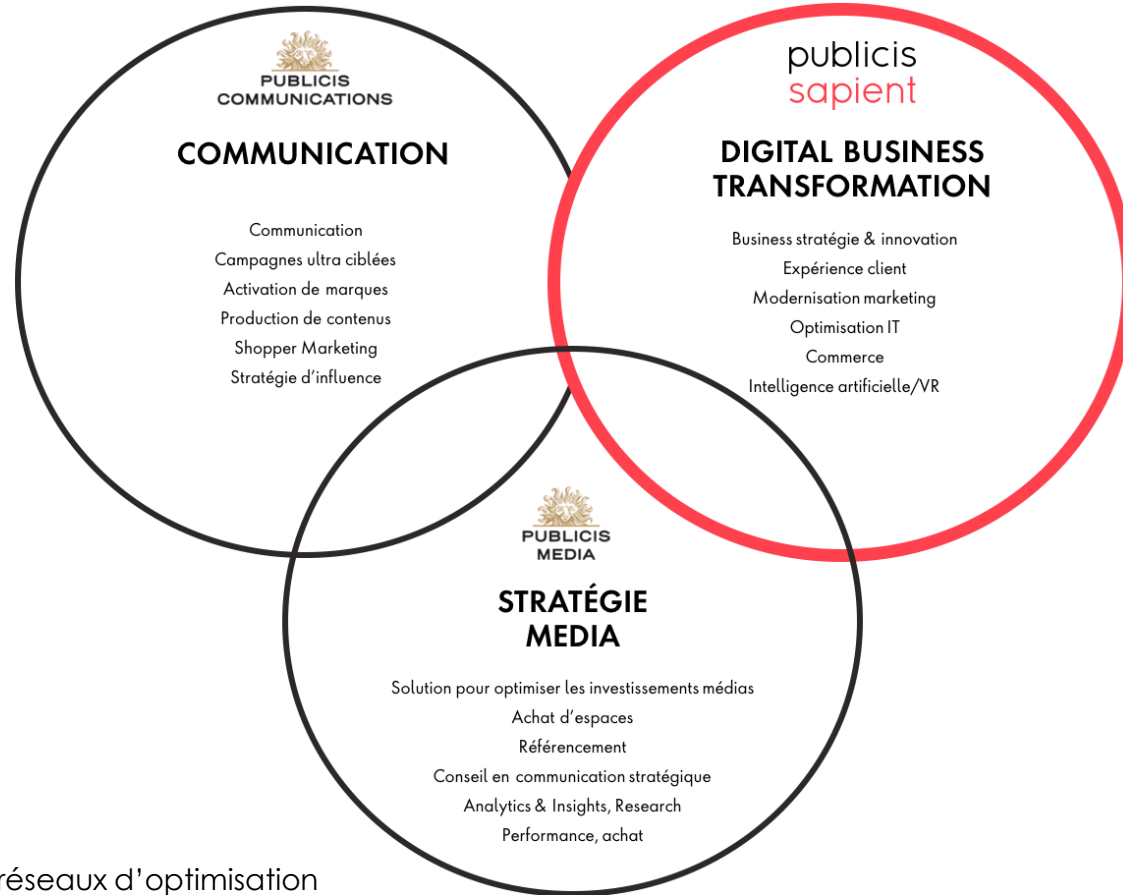 PUBLICIS
COMMUNICATIONS
COMMUNICATION
Communication
Campagnes ultra ciblées
Activation de marques
Production de contenus
Shopper Marketing
Stratégie d’influence
publicis
sapient
DIGITAL BUSINESS
TRANSFORMATION
Business stratégie & innovation
Expérience client
Modernisation marketing
Optimisation IT
Commerce
Intelligence artificielle/VR
PUBLICIS
MEDIA
STRATÉGIE
MEDIA
Solution pour optimiser les investissements médias
Achat d’espaces
Référencement
Conseil en communication stratégique
Analytics & Insights, Research
Performance, achat
réseaux d’optimisation